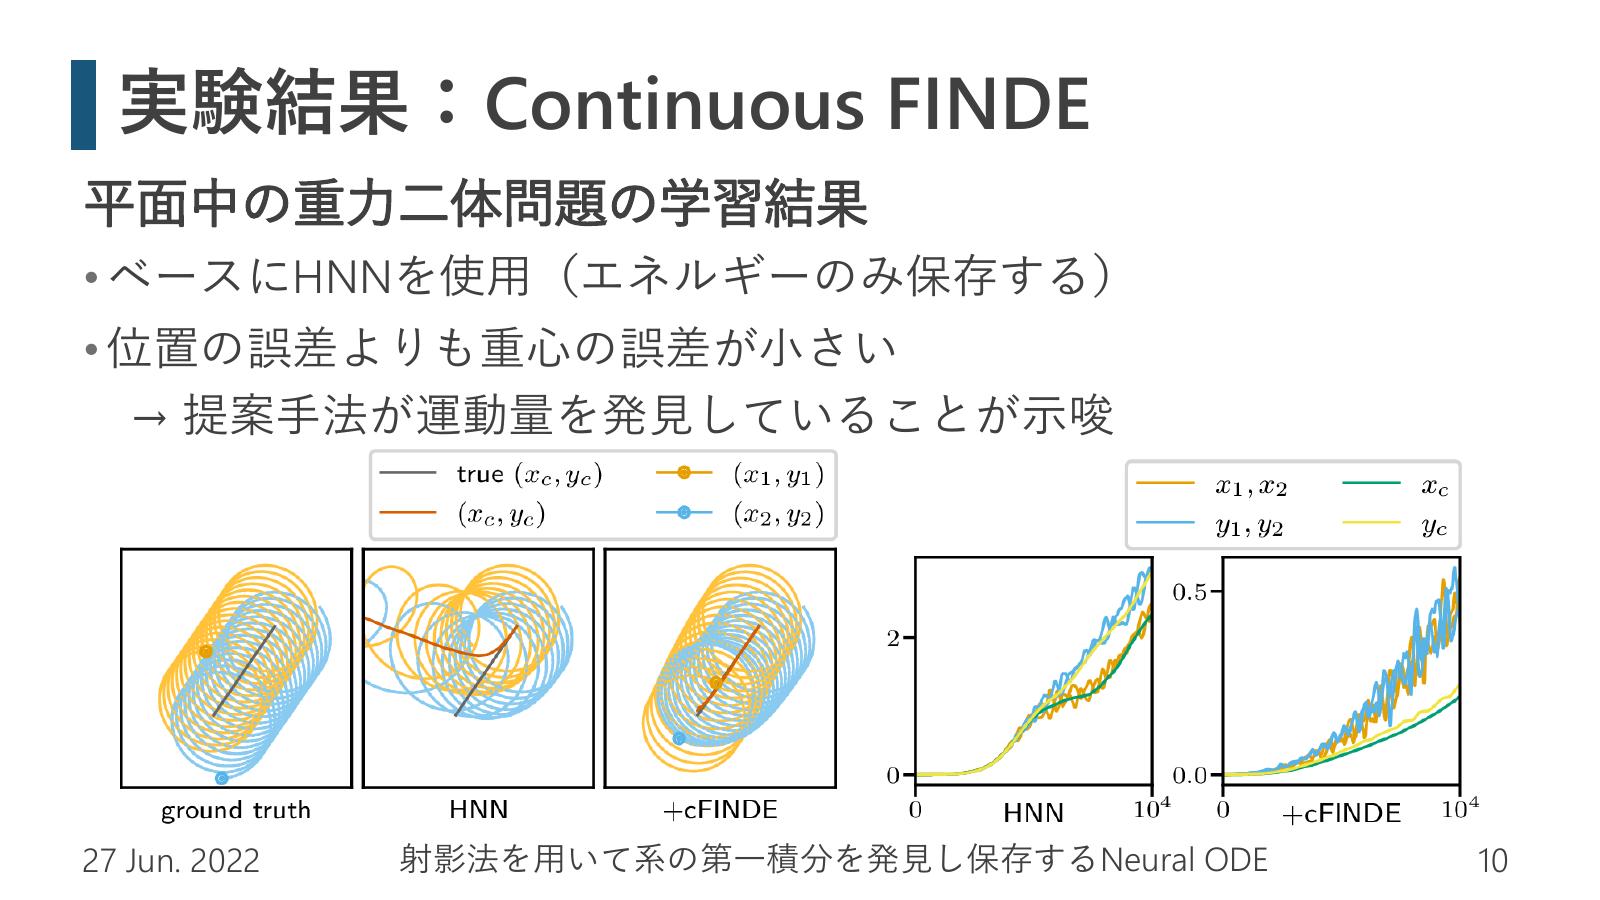 実験結果：Continuous FINDE
平面中の重力二体問題の学習結果
•ベースにHNNを使用（エネルギーのみ保存する）
•位置の誤差よりも重心の誤差が小さい
→ 提案手法が運動量を発見していることが示唆
true (x_c, y_c) (x_1, y_1)
(x_c, y_c) (x_2, y_2)
x_1, x_2 x_c
y_1, y_2 y_c
ground truth
HNN
+cFINDE
2
0
0 10^4
HNN
0.5
0.0
0 10^4
+cFINDE
27 Jun. 2022
射影法を用いて系の第一積分を発見し保存するNeural ODE
10